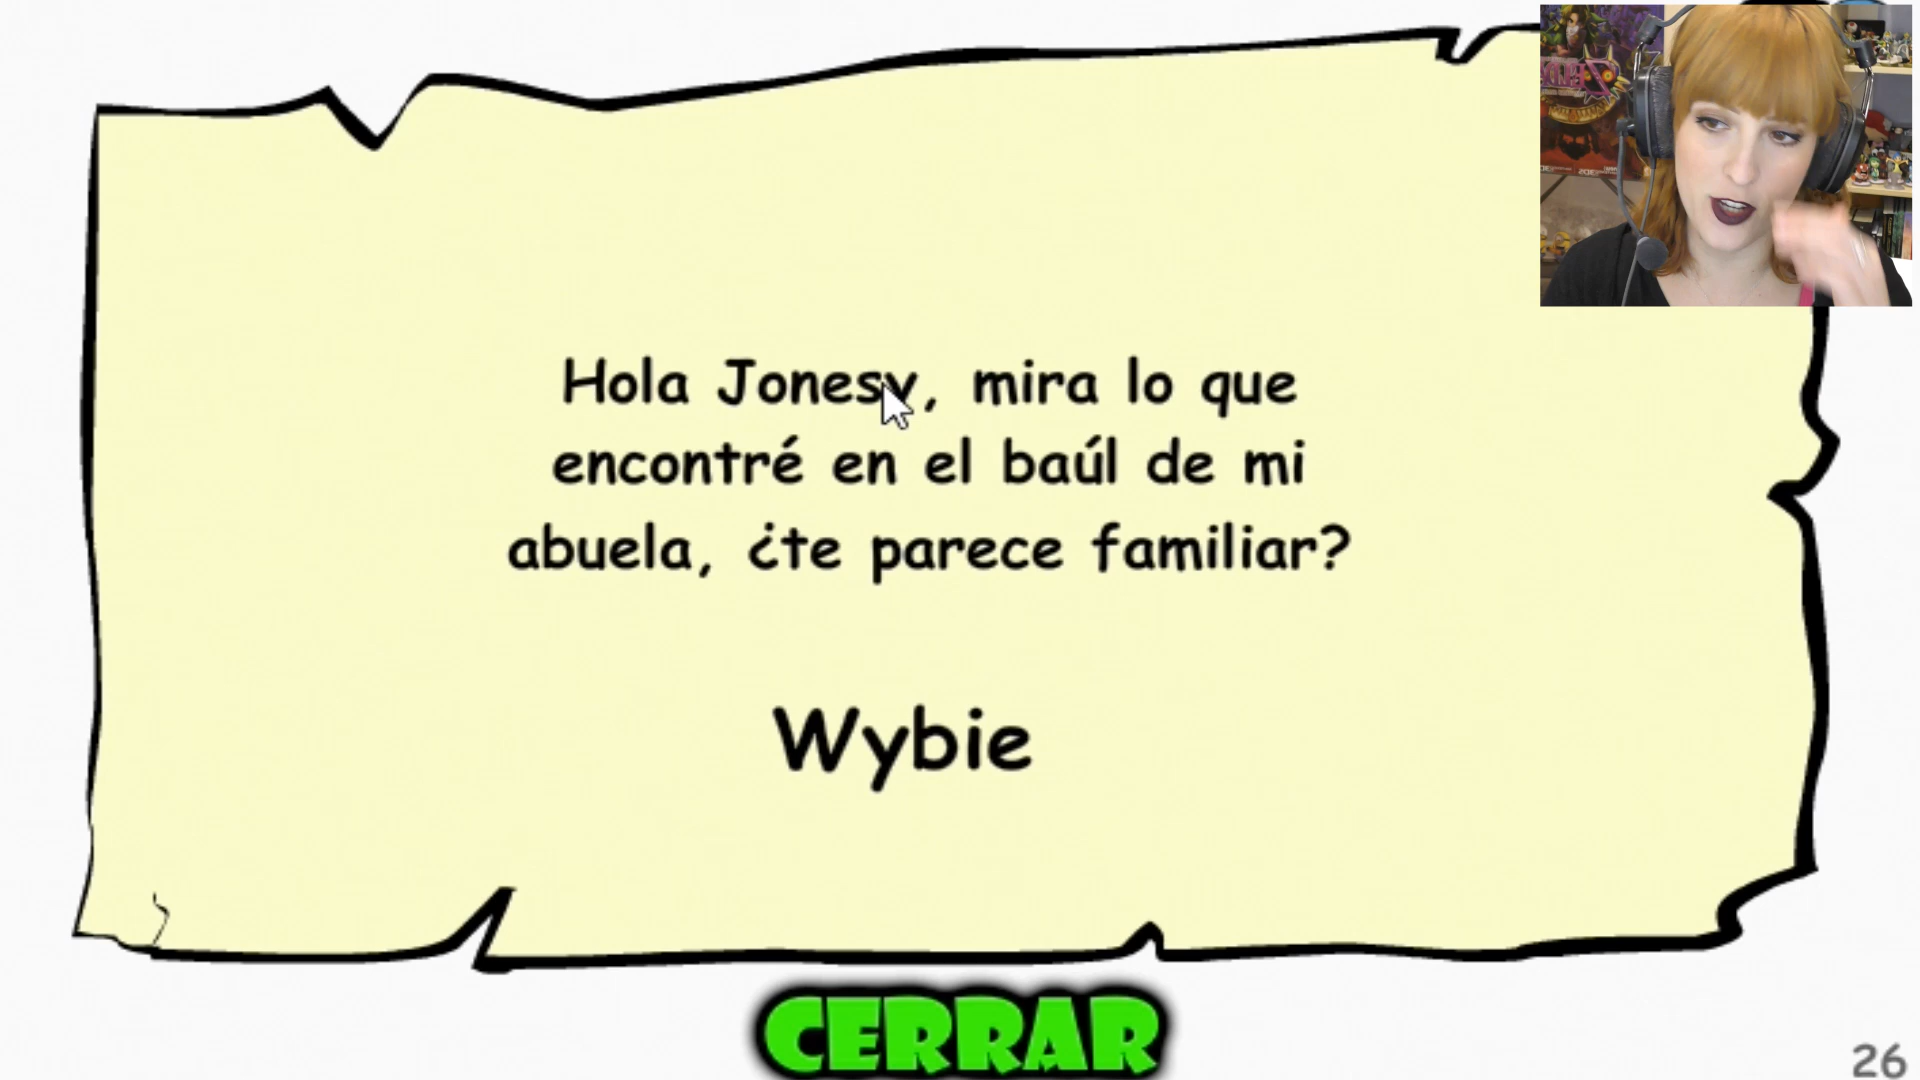 Hola Jonesy, mira lo que
encontré en el baúl de mi
abuela, ¿te parece familiar?
Wybie
CERRAR
26